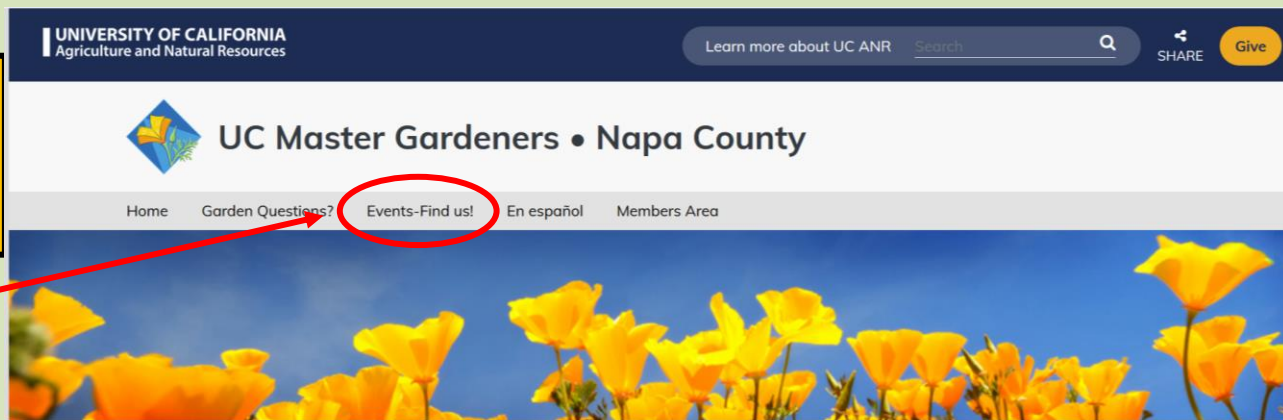 UNIVERSITY OF CALIFORNIA
Agriculture and Natural Resources
Learn more about UC ANR Search
SHARE
Give
UC Master Gardeners • Napa County
Home Garden Questions? Events-Find us! En español Members Area